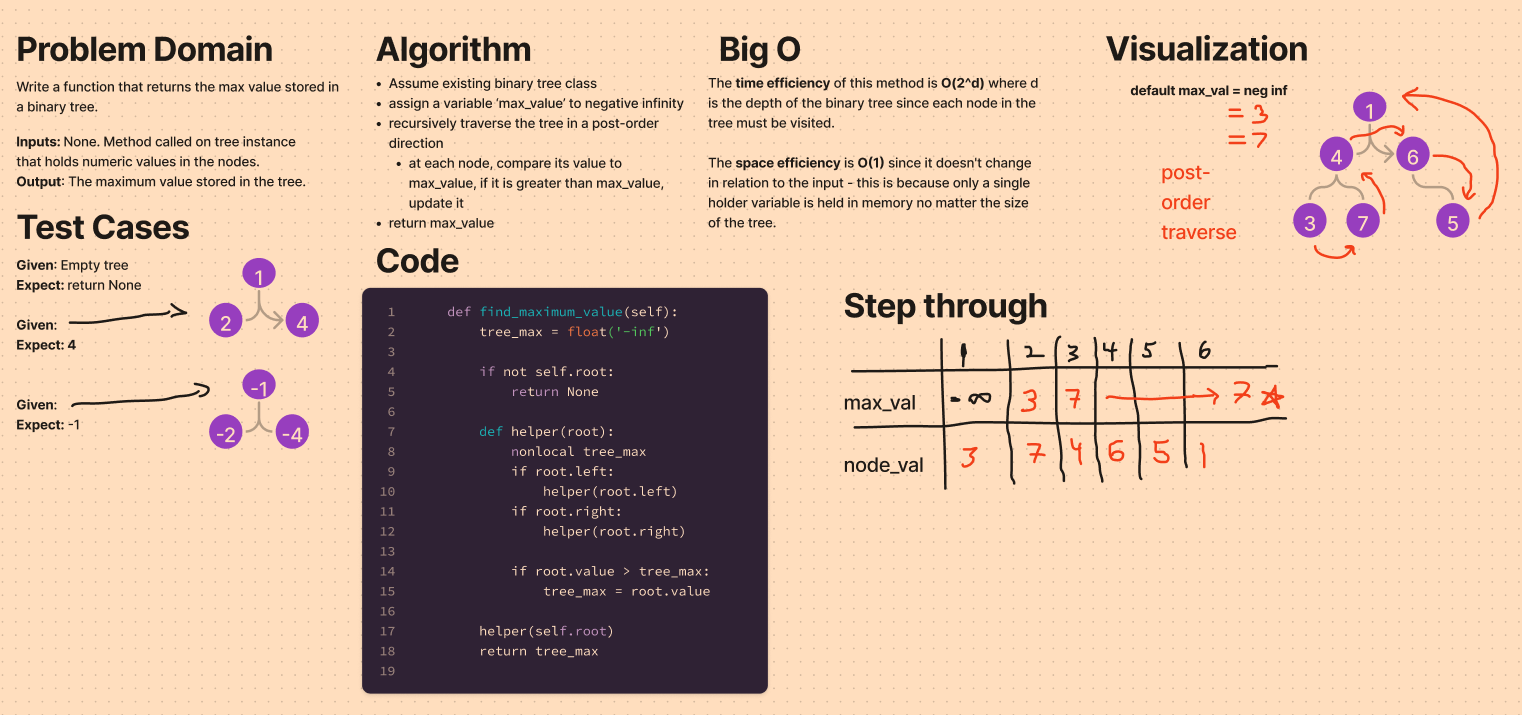 Problem Domain
Write a function that returns the max value stored in
a binary tree.
Inputs: None. Method called on tree instance
that holds numeric values in the nodes.
Output: The maximum value stored in the tree.
Test Cases
Given: Empty tree
Expect: return None
Given:
Expect: 4
1
2 4
Given:
Expect: -1
-1
-2 -4
Algorithm
• Assume existing binary tree class
• assign a variable ‘max_value’ to negative infinity
• recursively traverse the tree in a post-order
direction
• at each node, compare its value to
max_value, if it is greater than max_value,
update it
• return max_value
Code
1 def find_maximum_value(self):
2 tree_max = float('-inf')
3
4 if not self.root:
5 return None
6
7 def helper(root):
8 nonlocal tree_max
9 if root.left:
10 helper(root.left)
11 if root.right:
12 helper(root.right)
13
14 if root.value > tree_max:
15 tree_max = root.value
16
17 helper(self.root)
18 return tree_max
19
Big O
The time efficiency of this method is O(2^d) where d
is the depth of the binary tree since each node in the
tree must be visited.
The space efficiency is O(1) since it doesn't change
in relation to the input - this is because only a single
holder variable is held in memory no matter the size
of the tree.
Visualization
default max_val = neg inf
= 3
= 7
post-
order
traverse
1
4 6
3 7 5
Step through
1 2 3 4 5 6
max_val -∞ 3 7 7
node_val 3 7 4 6 5 1